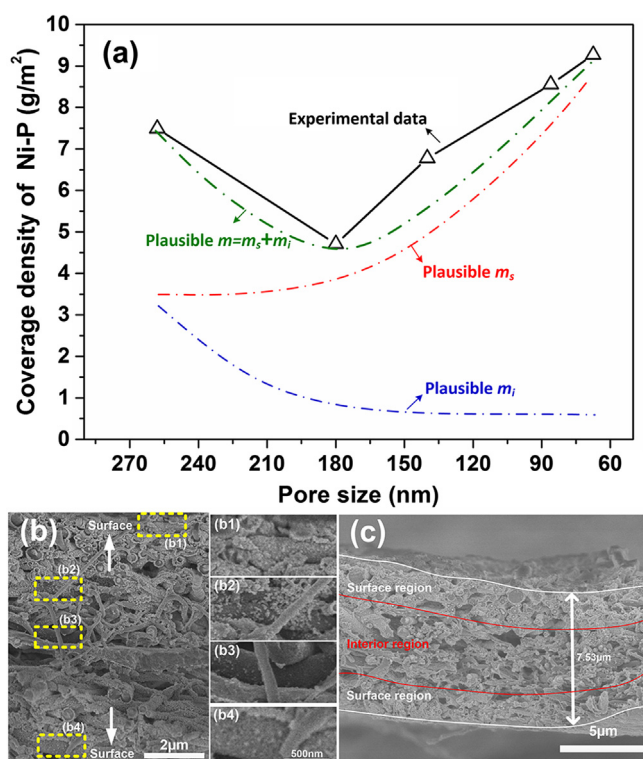 (a)
Coverage density of Ni-P (g/m²)
10
9
8
7
6
5
4
3
2
1
0
Experimental data
Plausible m=mₛ+mᵢ
Plausible mₛ
Plausible mᵢ
270 240 210 180 150 120 90 60
Pore size (nm)
(b)
Surface
(b1)
(b2)
(b3)
(b4)
Surface
2μm
(b1)
(b2)
(b3)
(b4)
500nm
(c)
Surface region
Interior region
7.53μm
Surface region
5μm